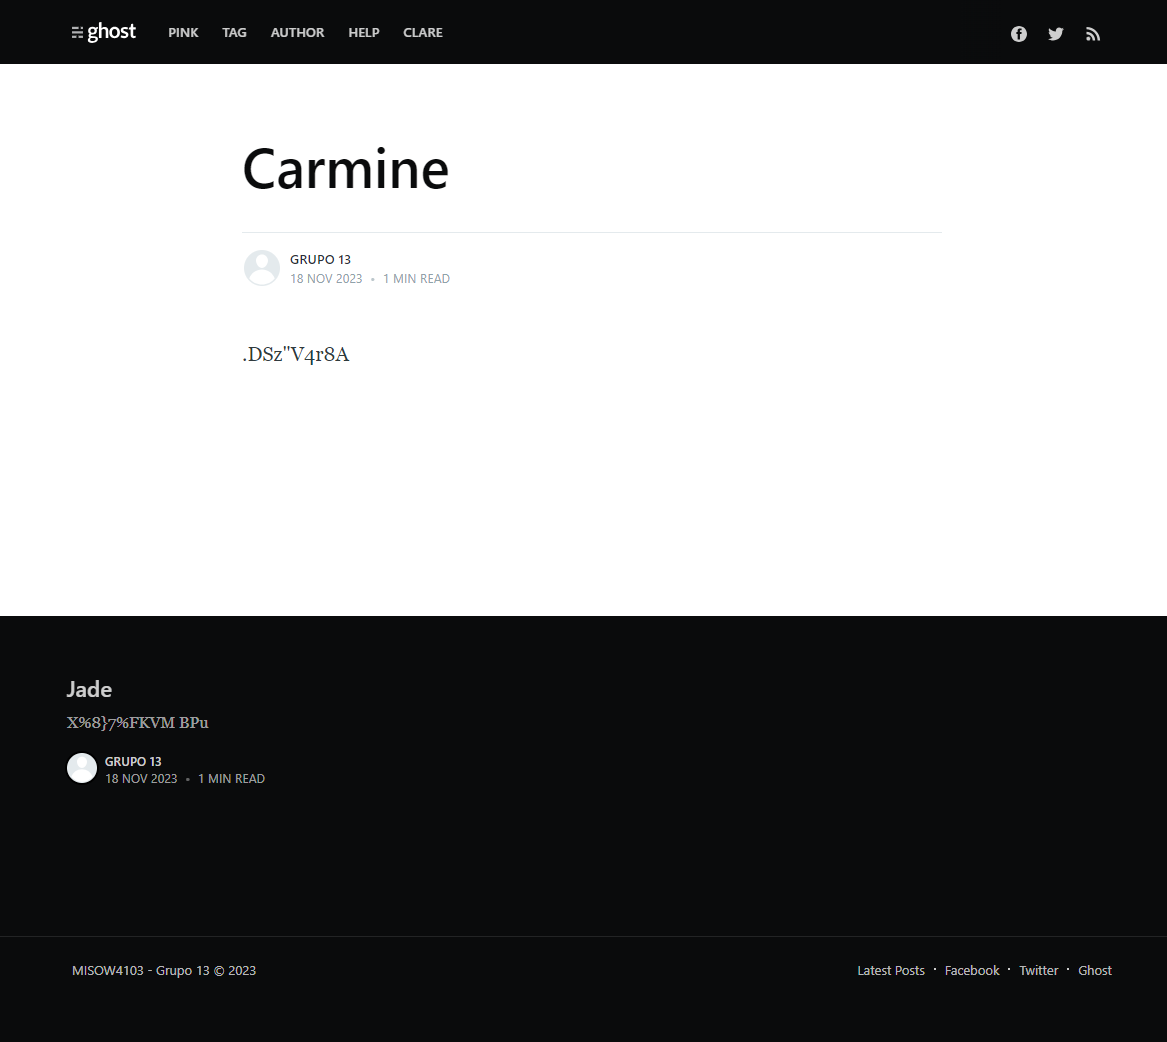 ghost PINK TAG AUTHOR HELP CLARE
Carmine
GRUPO 13
18 NOV 2023 • 1 MIN READ
.DSz"V4r8A
Jade
X%8}7%FKVM BPu
GRUPO 13
18 NOV 2023 • 1 MIN READ
MISOW4103 - Grupo 13 © 2023
Latest Posts · Facebook · Twitter · Ghost